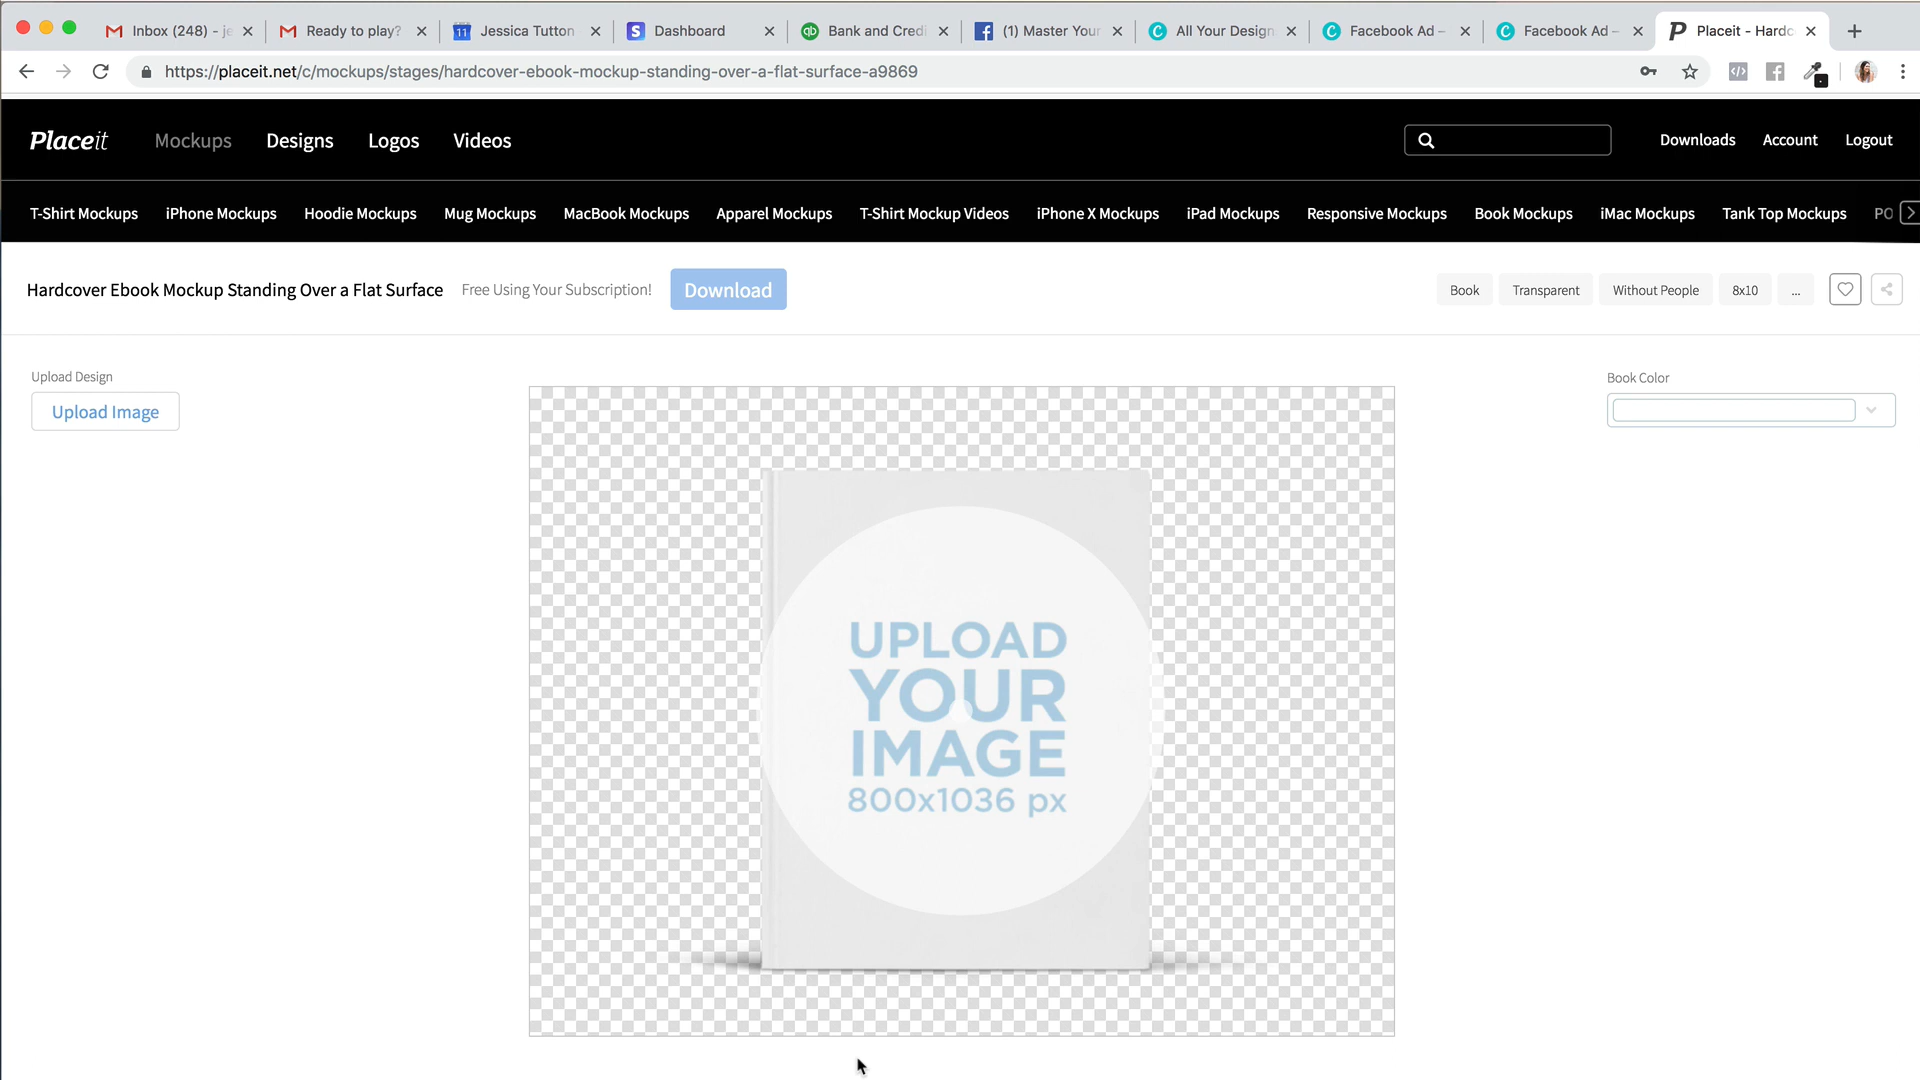 Inbox (248) - je
Ready to play?
11
Jessica Tutton
S
Dashboard
qb
Bank and Credi
(1) Master Your
C
All Your Design
C
Facebook Ad –
C
Facebook Ad –
P
Placeit - Hardc
https://placeit.net/c/mockups/stages/hardcover-ebook-mockup-standing-over-a-flat-surface-a9869
Placeit
Mockups
Designs
Logos
Videos
Downloads
Account
Logout
T-Shirt Mockups
iPhone Mockups
Hoodie Mockups
Mug Mockups
MacBook Mockups
Apparel Mockups
T-Shirt Mockup Videos
iPhone X Mockups
iPad Mockups
Responsive Mockups
Book Mockups
iMac Mockups
Tank Top Mockups
PO
Hardcover Ebook Mockup Standing Over a Flat Surface
Free Using Your Subscription!
Download
Book
Transparent
Without People
8x10
...
Upload Design
Upload Image
Book Color
UPLOAD
YOUR
IMAGE
800x1036 px